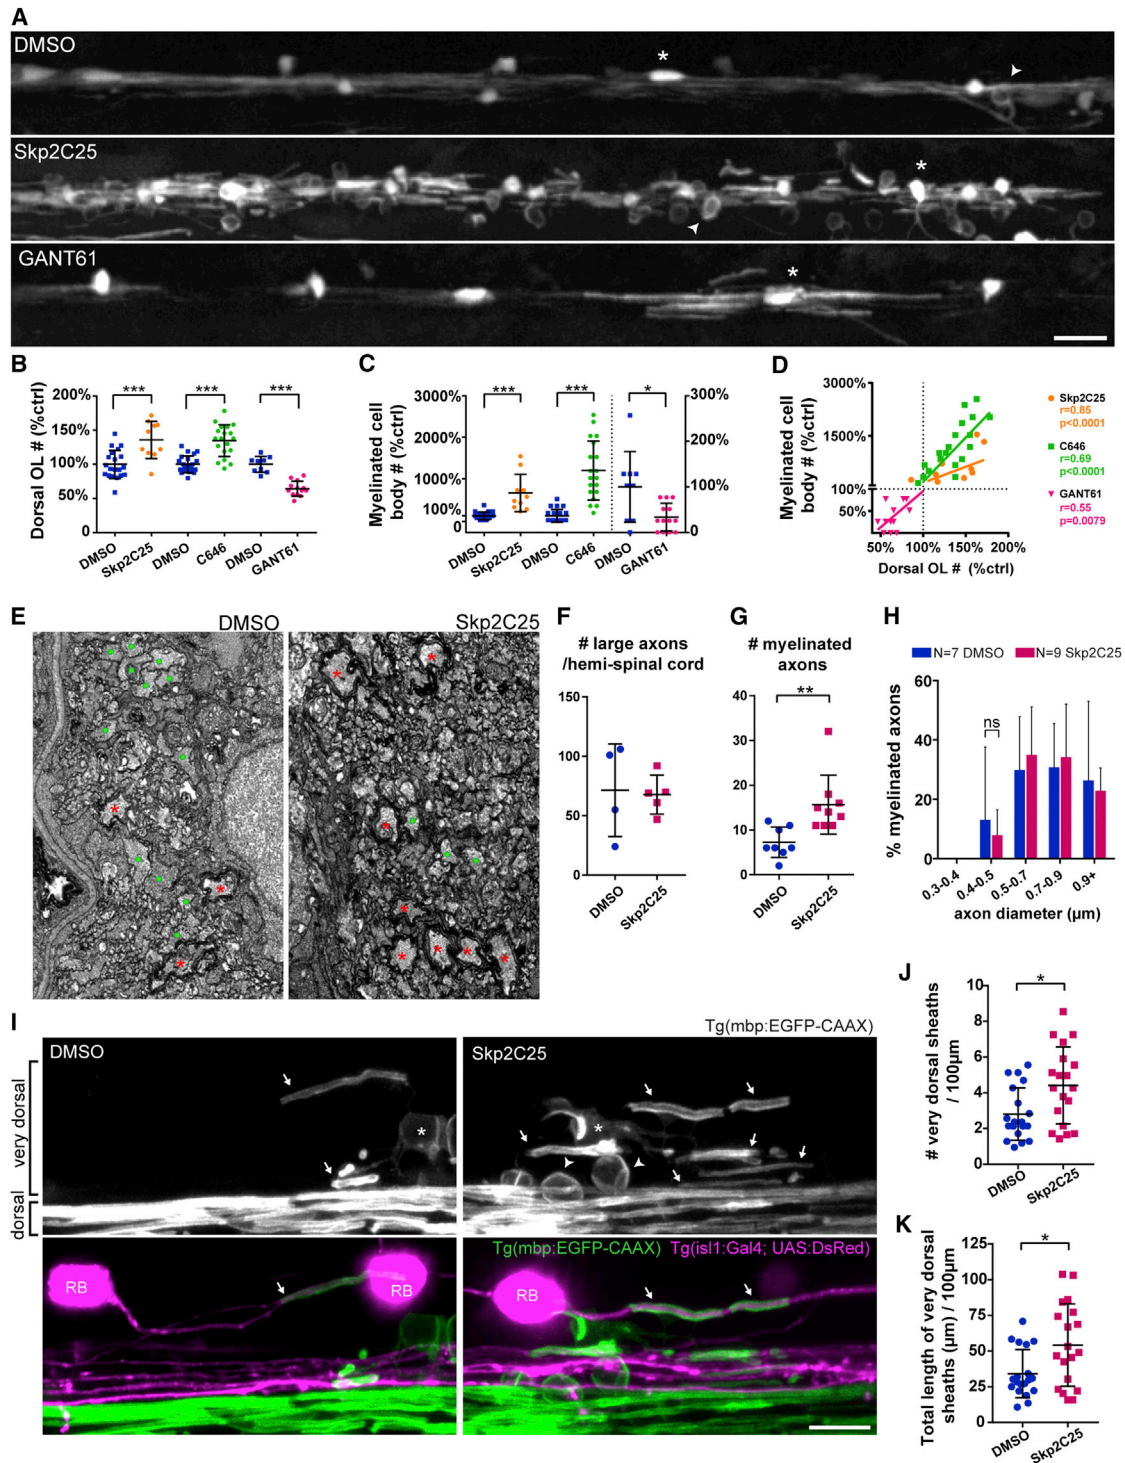 A
DMSO
*
Skp2C25
*
GANT61
*
B
Dorsal OL # (%ctrl)
200%
150%
100%
50%
0
***
***
***
DMSO
Skp2C25
DMSO
C646
DMSO
GANT61
C
Myelinated cell
body # (%ctrl)
3000%
2000%
1000%
100%
0
***
***
*
300%
200%
100%
0
DMSO
Skp2C25
DMSO
C646
DMSO
GANT61
D
Myelinated cell
body # (%ctrl)
3000%
1500%
100%
50%
50%
100%
150%
200%
Dorsal OL # (%ctrl)
Skp2C25
r=0.85
p<0.0001
C646
r=0.69
p<0.0001
GANT61
r=0.55
p=0.0079
E
DMSO
Skp2C25
F
# large axons
/hemi-spinal cord
150
100
50
0
DMSO
Skp2C25
G
# myelinated
axons
40
30
20
10
0
**
DMSO
Skp2C25
H
N=7 DMSO
N=9 Skp2C25
% myelinated axons
60
40
20
0
ns
0.3-0.4
0.4-0.5
0.5-0.7
0.7-0.9
0.9+
axon diameter (µm)
I
Tg(mbp:EGFP-CAAX)
DMSO
Skp2C25
very dorsal
dorsal
*
*
RB
RB
Tg(mbp:EGFP-CAAX)
Tg(isl1:Gal4; UAS:DsRed)
RB
J
# very dorsal sheaths
/ 100µm
10
8
6
4
2
0
*
DMSO
Skp2C25
K
Total length of very dorsal
sheaths (µm) / 100µm
125
100
75
50
25
0
*
DMSO
Skp2C25